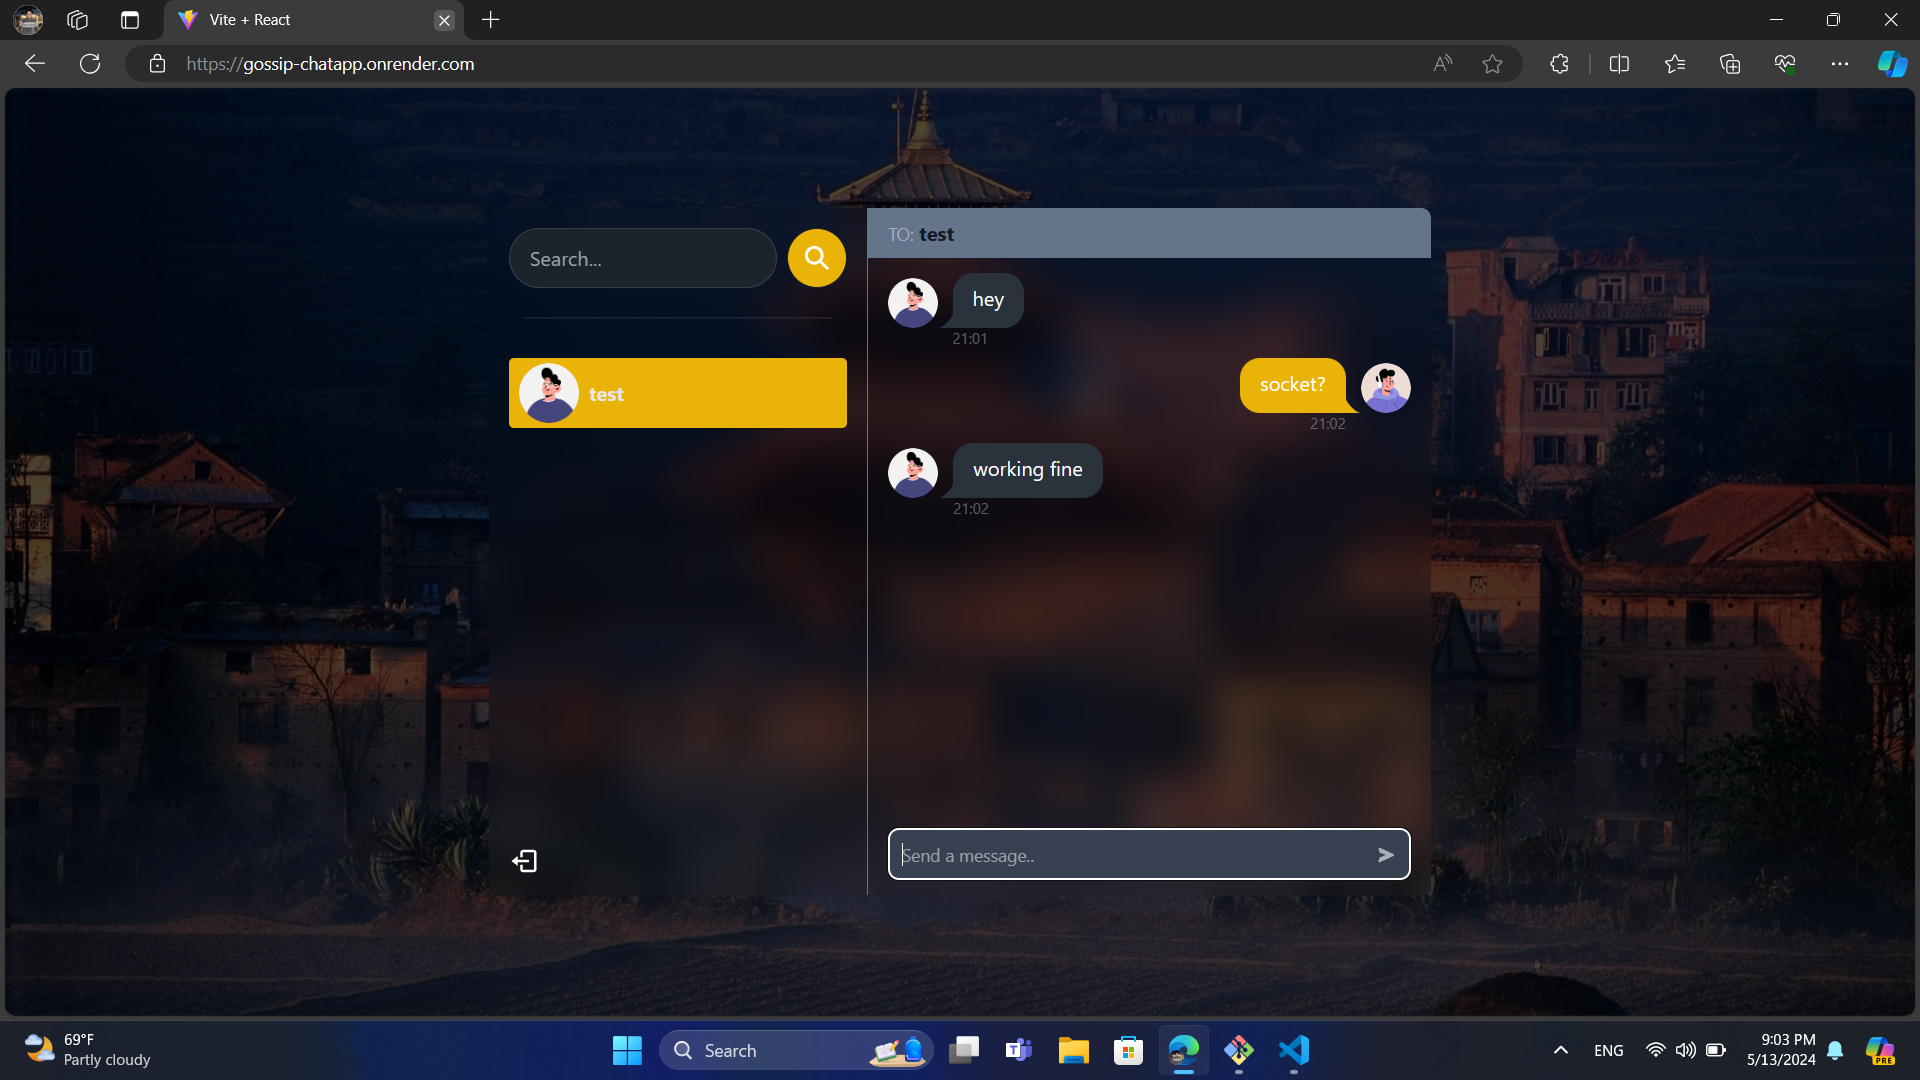 Vite + React
https://gossip-chatapp.onrender.com
Search...
TO: test
hey
21:01
test
socket?
21:02
working fine
21:02
Send a message..
69°F
Partly cloudy
Search
ENG
9:03 PM
5/13/2024
PRE